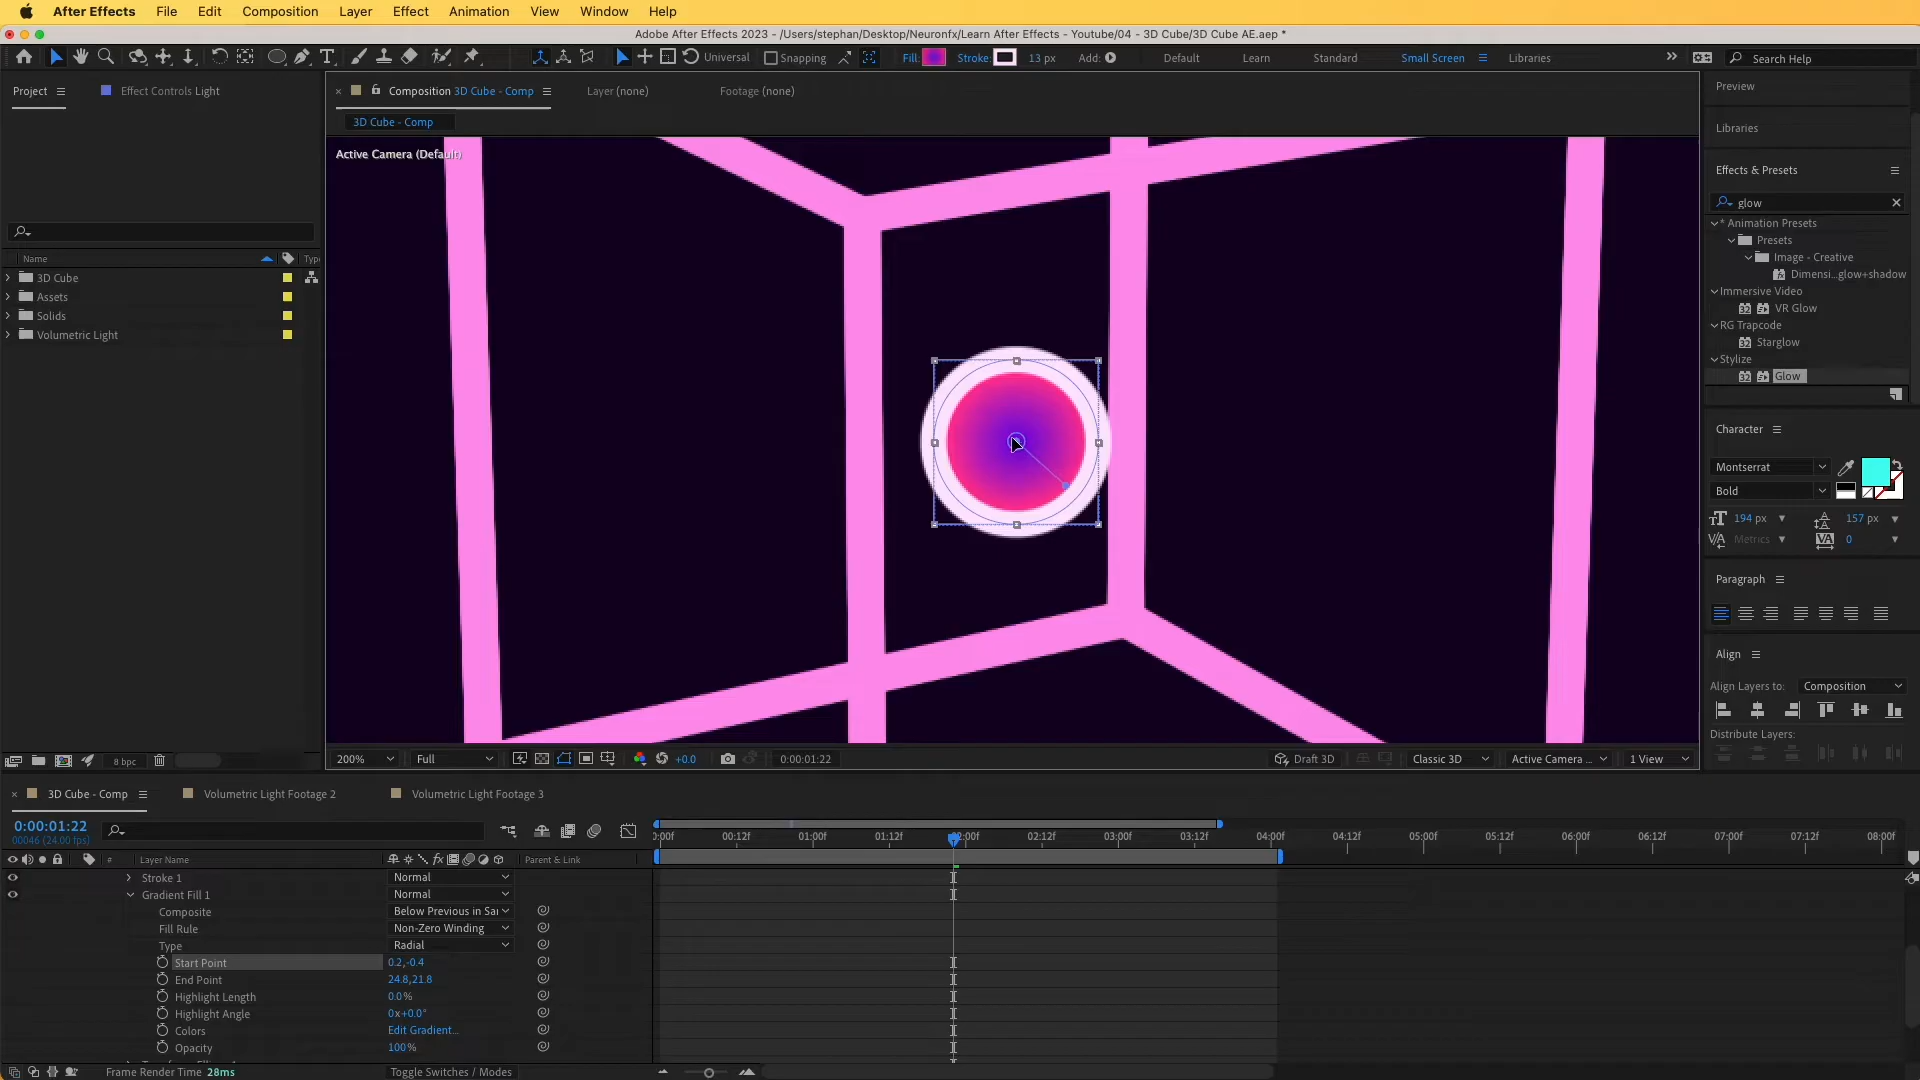 After Effects File Edit Composition Layer Effect Animation View Window Help
Adobe After Effects 2023 - /Users/stephan/Desktop/Neuronfx/Learn After Effects - Youtube/04 - 3D Cube/3D Cube AE.aep *
Universal Snapping Fill: Stroke: 13 px Add: Default Learn Standard Small Screen Libraries Search Help
Project Effect Controls Light
Composition 3D Cube - Comp Layer (none) Footage (none)
3D Cube - Comp
Active Camera (Default)
Name Typ
3D Cube
Assets
Solids
Volumetric Light
8 bpc
200% Full +0.0 0:00:01:22 Draft 3D Classic 3D Active Camera ... 1 View
Preview
Libraries
Effects & Presets
glow
* Animation Presets
Presets
Image - Creative
Dimensi...glow+shadow
Immersive Video
VR Glow
RG Trapcode
Starglow
Stylize
Glow
Character
Montserrat
Bold
194 px 157 px
Metrics 0
Paragraph
Align
Align Layers to: Composition
Distribute Layers:
3D Cube - Comp Volumetric Light Footage 2 Volumetric Light Footage 3
0:00:01:22
00046 (24.00 fps)
:00f 00:12f 01:00f 01:12f 02:00f 02:12f 03:00f 03:12f 04:00f 04:12f 05:00f 05:12f 06:00f 06:12f 07:00f 07:12f 08:00f
# Layer Name Parent & Link
Stroke 1 Normal
Gradient Fill 1 Normal
Composite Below Previous in Sa
Fill Rule Non-Zero Winding
Type Radial
Start Point 0.2,-0.4
End Point 24.8,21.8
Highlight Length 0.0%
Highlight Angle 0x+0.0°
Colors Edit Gradient...
Opacity 100%
Frame Render Time 28ms Toggle Switches / Modes